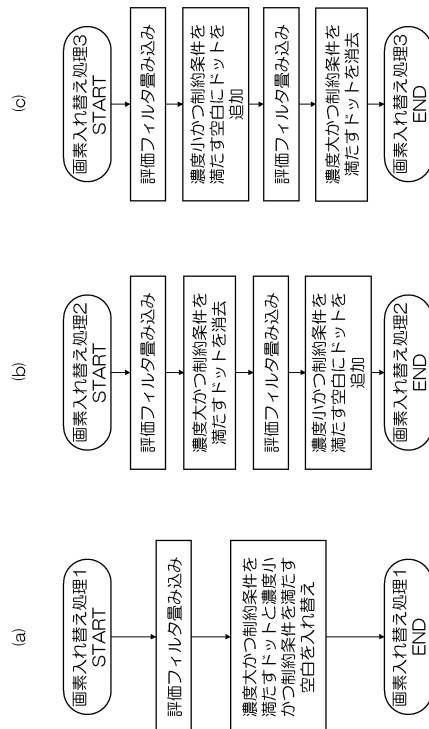 (a)
画素入れ替え処理1
START
評価フィルタ畳み込み
濃度大かつ制約条件を
満たすドットと濃度小
かつ制約条件を満たす
空白を入れ替え
画素入れ替え処理1
END
(b)
画素入れ替え処理2
START
評価フィルタ畳み込み
濃度大かつ制約条件を
満たすドットを消去
評価フィルタ畳み込み
濃度小かつ制約条件を
満たす空白にドットを
追加
画素入れ替え処理2
END
(c)
画素入れ替え処理3
START
評価フィルタ畳み込み
濃度小かつ制約条件を
満たす空白にドットを
追加
評価フィルタ畳み込み
濃度大かつ制約条件を
満たすドットを消去
画素入れ替え処理3
END